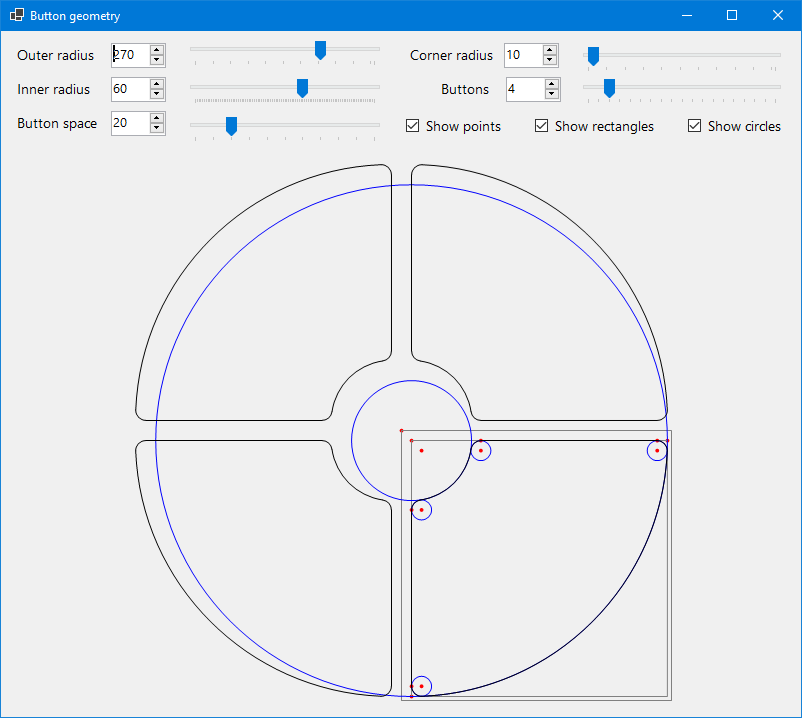 Button geometry
Outer radius 270 Corner radius 10
Inner radius 60 Buttons 4
Button space 20 Show points Show rectangles Show circles